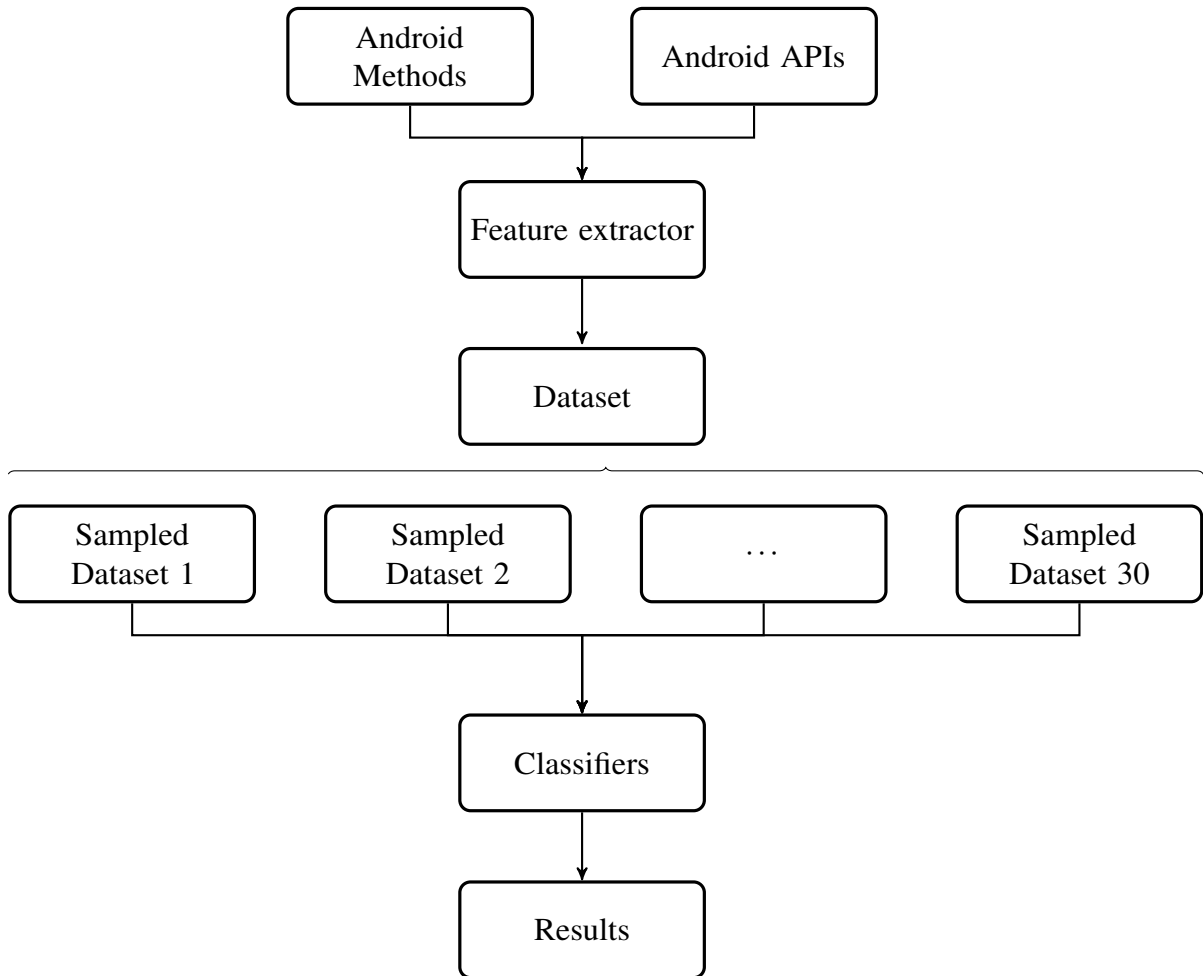 Android
Methods
Android APIs
Feature extractor
Dataset
Sampled
Dataset 1
Sampled
Dataset 2
...
Sampled
Dataset 30
Classifiers
Results